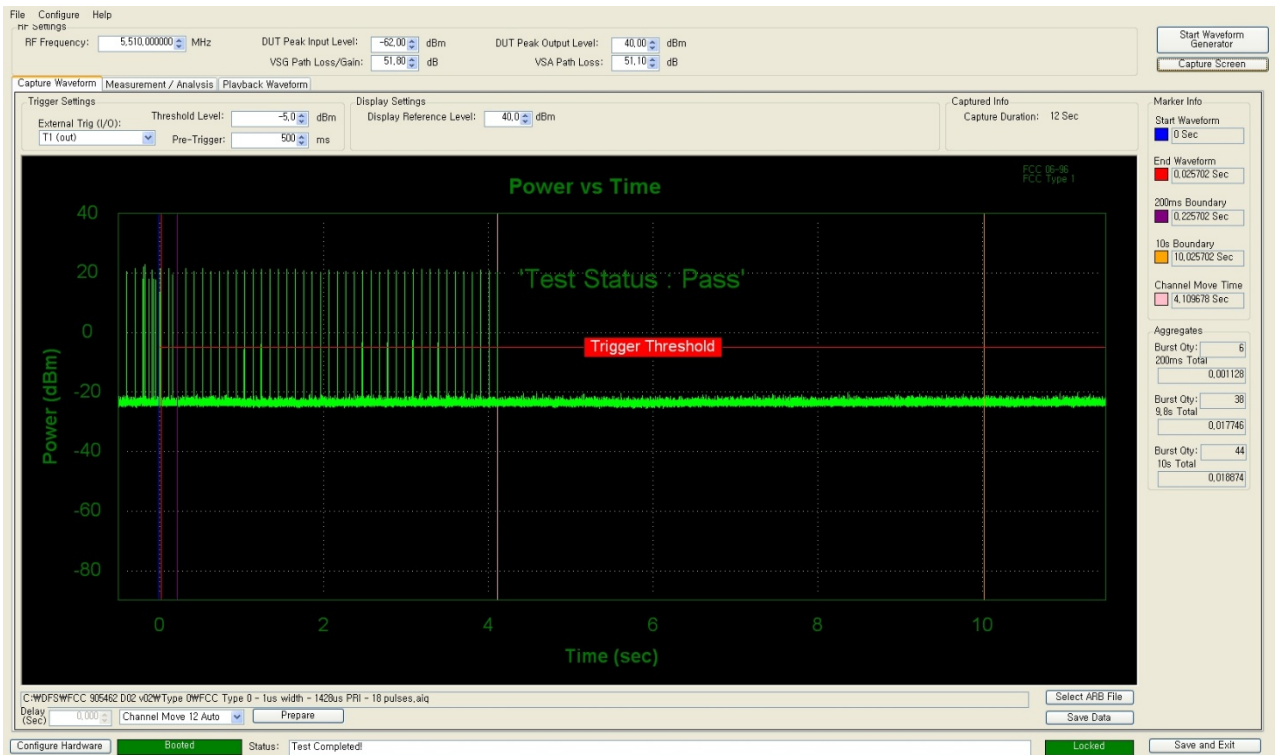 File Configure Help
RF Settings
RF Frequency: 5,510,000000 MHz DUT Peak Input Level: -62,00 dBm DUT Peak Output Level: 40,00 dBm
VSG Path Loss/Gain: 51,80 dB VSA Path Loss: 51,10 dB
Start Waveform Generator
Capture Screen
Capture Waveform Measurement / Analysis Playback Waveform
Trigger Settings
External Trig (I/O): Threshold Level: -5,0 dBm
T1 (out) Pre-Trigger: 500 ms
Display Settings
Display Reference Level: 40,0 dBm
Captured Info
Capture Duration: 12 Sec
Marker Info
Start Waveform
0 Sec
End Waveform
0,025702 Sec
200ms Boundary
0,225702 Sec
10s Boundary
10,025702 Sec
Channel Move Time
4,109678 Sec
Aggregates
Burst Qty: 6
200ms Total
0,001128
Burst Qty: 38
9,8s Total
0,017746
Burst Qty: 44
10s Total
0,018874
FCC 06-96
FCC Type 1
Power vs Time
'Test Status : Pass'
Trigger Threshold
Power (dBm)
40
20
0
-20
-40
-60
-80
0 2 4 6 8 10
Time (sec)
C:₩DFS₩FCC 905462 D02 v02₩Type 0₩FCC Type 0 - 1us width - 1428us PRI - 18 pulses,aiq
Select ARB File
Delay (Sec) 0,000 Channel Move 12 Auto Prepare
Save Data
Configure Hardware Booted Status: Test Completed! Locked Save and Exit